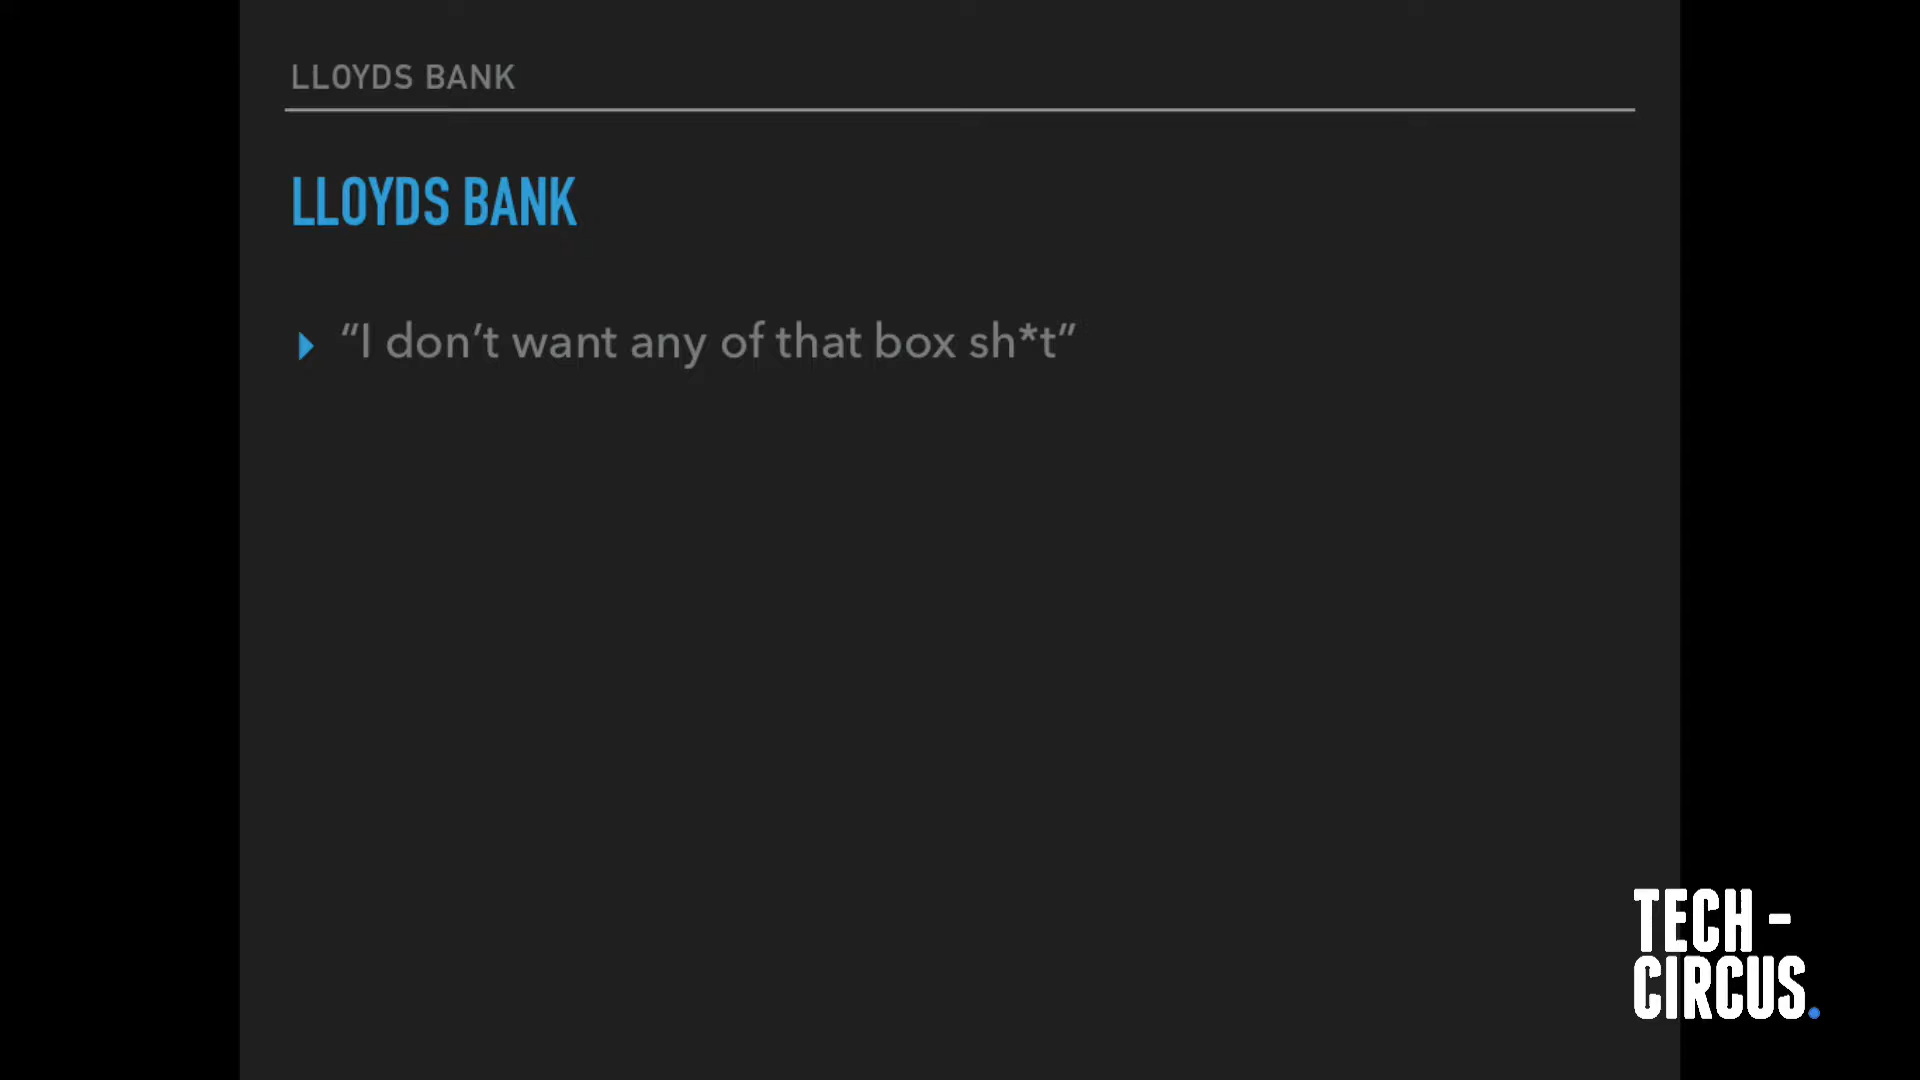 LLOYDS BANK
LLOYDS BANK
“I don’t want any of that box sh*t”
TECH-
CIRCUS.